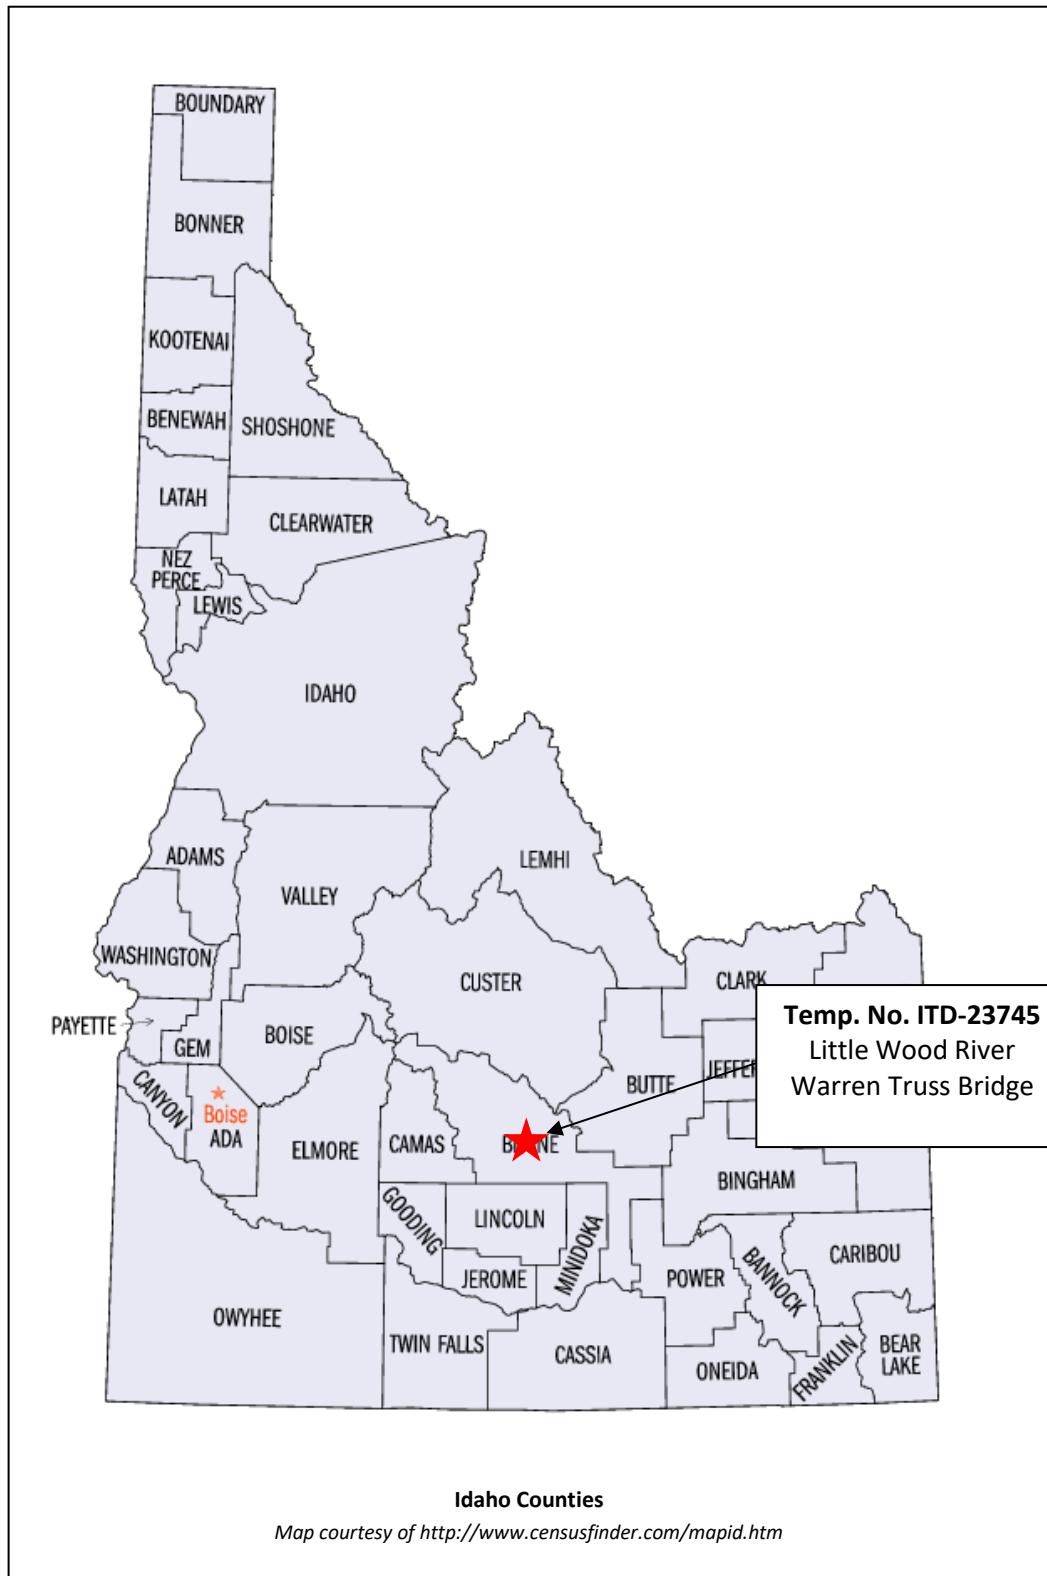 BOUNDARY
BONNER
KOOTENAI
BENEWAH
SHOSHONE
LATAH
CLEARWATER
NEZ
PERCE
LEWIS
IDAHO
ADAMS
LEMHI
VALLEY
WASHINGTON
CUSTER
CLARK
PAYETTE
GEM
BOISE
BUTTE
Temp. No. ITD-23745
Little Wood River
Warren Truss Bridge
CANYON
Boise
ADA
ELMORE
CAMAS
BINGHAM
GOODING
LINCOLN
MINIDOKA
JEROME
POWER
BANNOCK
CARIBOU
OWYHEE
TWIN FALLS
CASSIA
ONEIDA
FRANKLIN
BEAR
LAKE
Idaho Counties
Map courtesy of http://www.censusfinder.com/mapid.htm